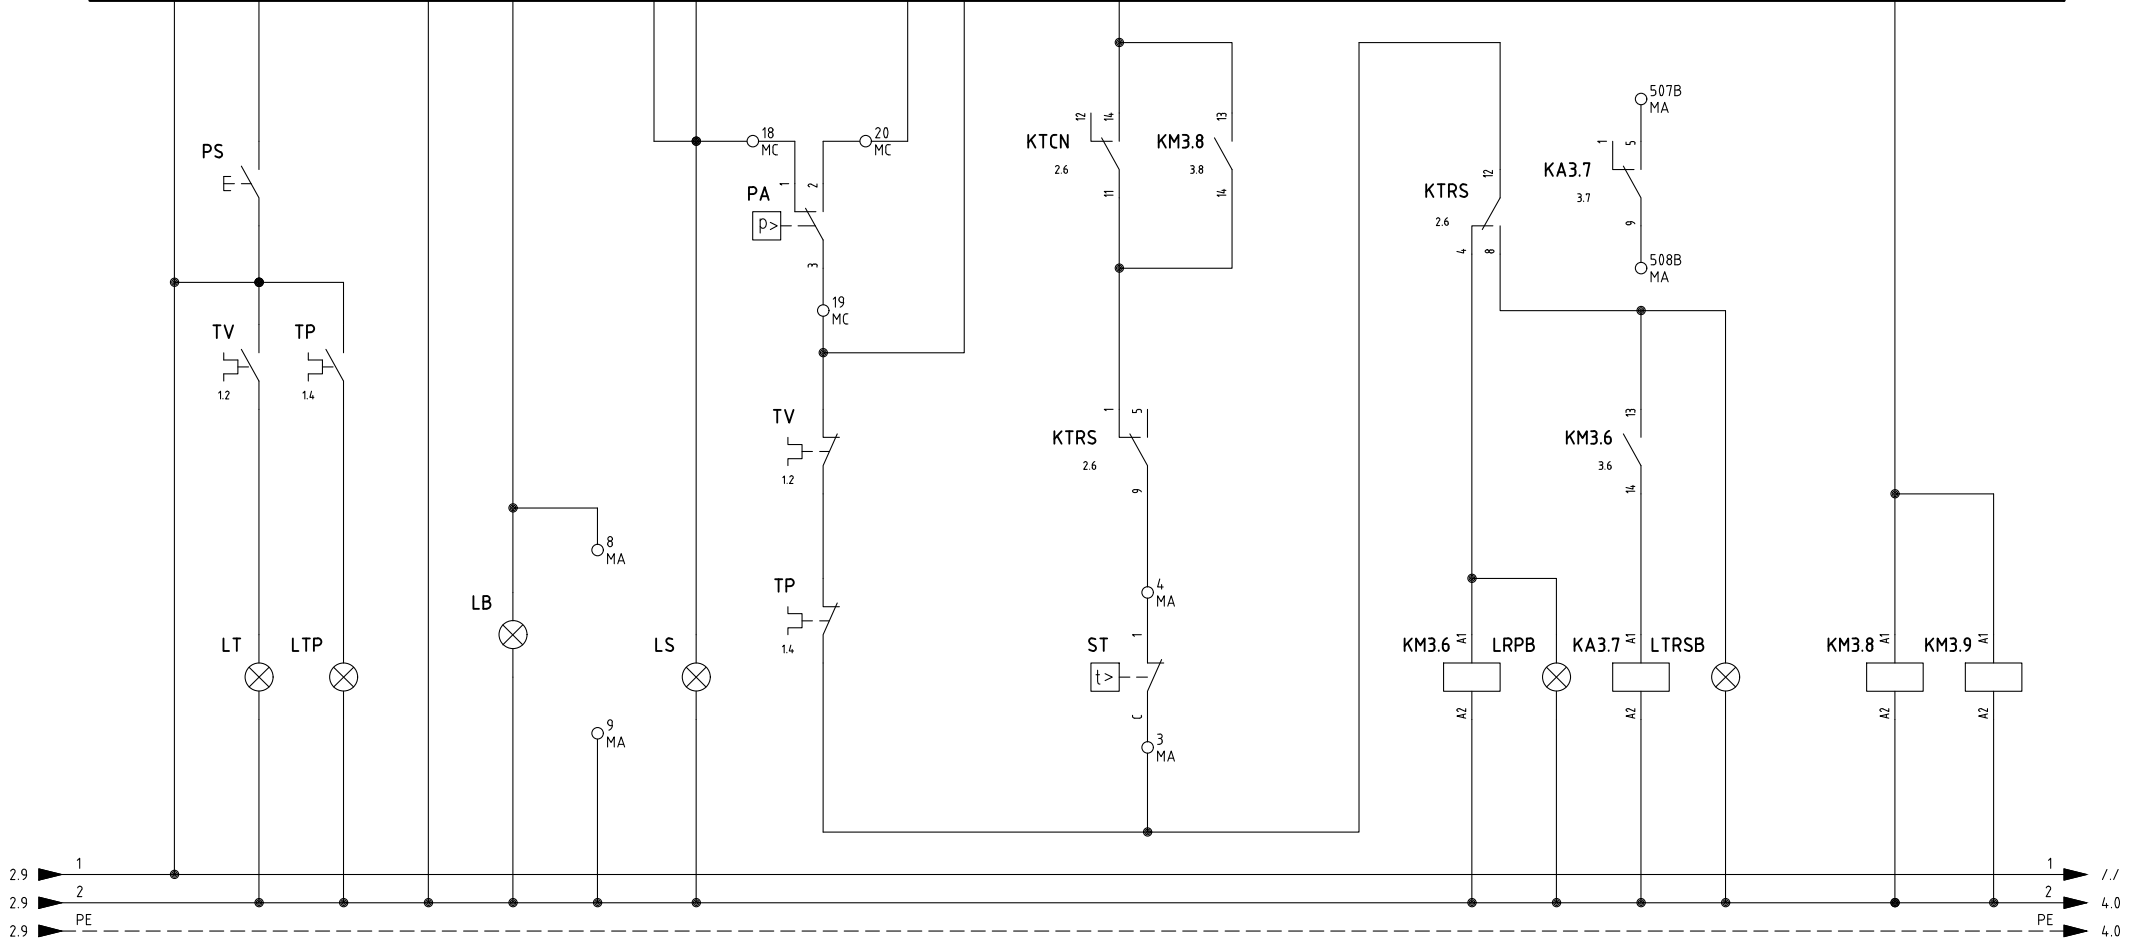 507B
MA
18
MC
20
MC
12
14
13
PS
KTCN
2.6
KM3.8
3.8
1
5
KA3.7
3.7
12
KTRS
2.6
1
2
PA
p>
11
14
9
4
8
3
508B
MA
19
MC
TV
1.2
TP
1.4
TV
1.2
1
5
KTRS
2.6
9
13
KM3.6
3.6
14
8
MA
TP
1.4
4
MA
LB
LT
LTP
LS
ST
1
t>
C
KM3.6
A1
A2
LRPB
KA3.7
A1
A2
LTRSB
KM3.8
A1
A2
KM3.9
A1
A2
9
MA
3
MA
2.9
1
1
/./
2.9
2
2
4.0
2.9
PE
PE
4.0